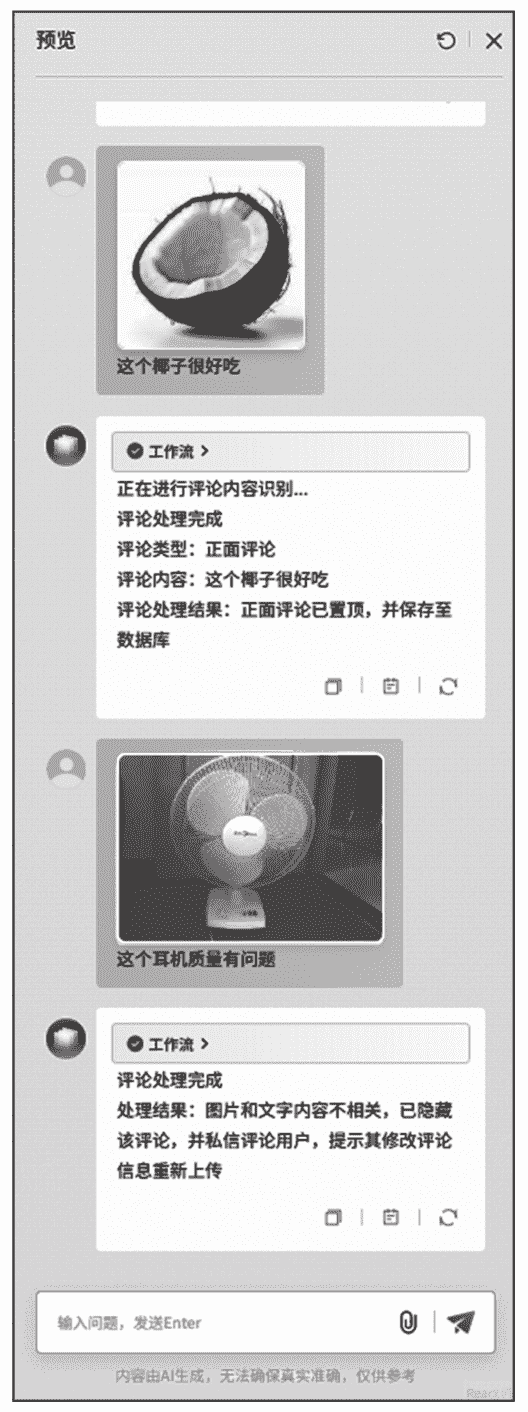 预览
这个椰子很好吃
工作流
正在进行评论内容识别...
评论处理完成
评论类型：正面评论
评论内容：这个椰子很好吃
评论处理结果：正面评论已置顶，并保存至
数据库
这个耳机质量有问题
工作流
评论处理完成
处理结果：图片和文字内容不相关，已隐藏
该评论，并私信评论用户，提示其修改评论
信息重新上传
输入问题，发送Enter
内容由AI生成，无法确保真实准确，仅供参考